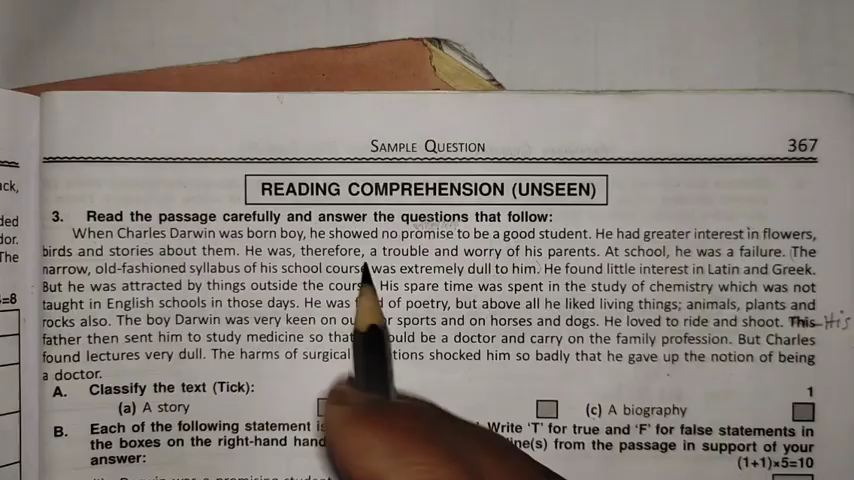 SAMPLE QUESTION
367
ack,
ded
dor.
The
4=8
READING COMPREHENSION (UNSEEN)
3. Read the passage carefully and answer the questions that follow:
When Charles Darwin was born boy, he showed no promise to be a good student. He had greater interest in flowers,
birds and stories about them. He was, therefore, a trouble and worry of his parents. At school, he was a failure. The
narrow, old-fashioned syllabus of his school course was extremely dull to him. He found little interest in Latin and Greek.
But he was attracted by things outside the His spare time was spent in the study of chemistry which was not
taught in English schools in those days. He was of poetry, but above all he liked living things; animals, plants and
rocks also. The boy Darwin was very keen on sports and on horses and dogs. He loved to ride and shoot. This His
father then sent him to study medicine so be a doctor and carry on the family profession. But Charles
found lectures very dull. The harms of surgical shocked him so badly that he gave up the notion of being
a doctor.
A. Classify the text (Tick): 1
(a) A story (c) A biography
B. Each of the following statement Write 'T' for true and 'F' for false statements in
the boxes on the right-hand from the passage in support of your
answer: (1+1)×5=10